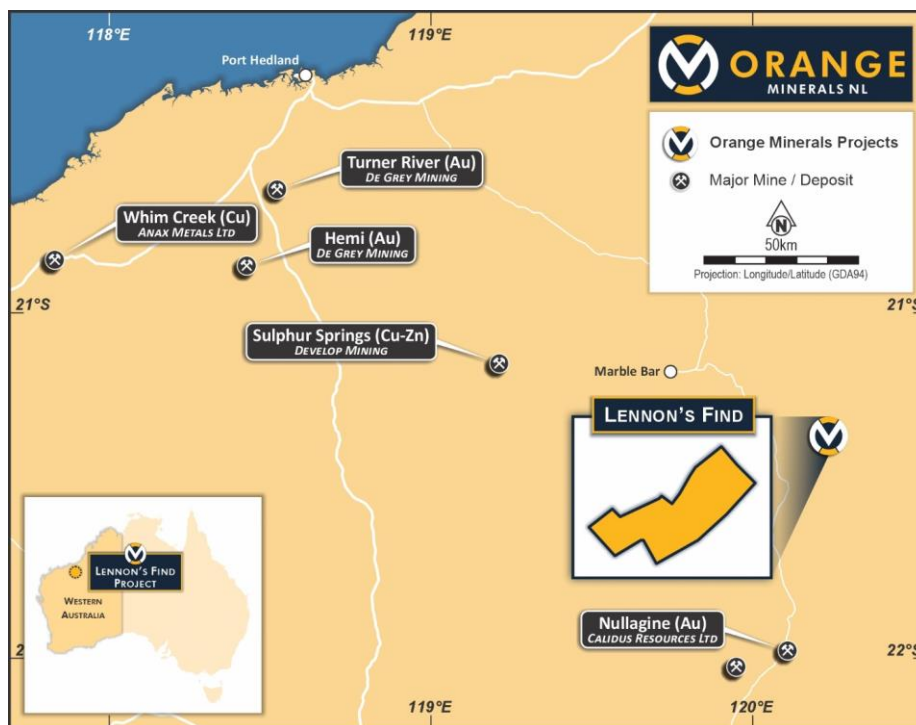 118°E
119°E
Port Hedland
ORANGE
MINERALS NL
Orange Minerals Projects
Major Mine / Deposit
N
50km
Projection: Longitude/Latitude (GDA94)
Turner River (Au)
DE GREY MINING
Whim Creek (Cu)
ANAX METALS LTD
Hemi (Au)
DE GREY MINING
21°S
21°S
Sulphur Springs (Cu-Zn)
DEVELOP MINING
Marble Bar
LENNON'S FIND
LENNON'S FIND
PROJECT
WESTERN
AUSTRALIA
Nullagine (Au)
CALIDUS RESOURCES LTD
22°S
22°S
119°E
120°E